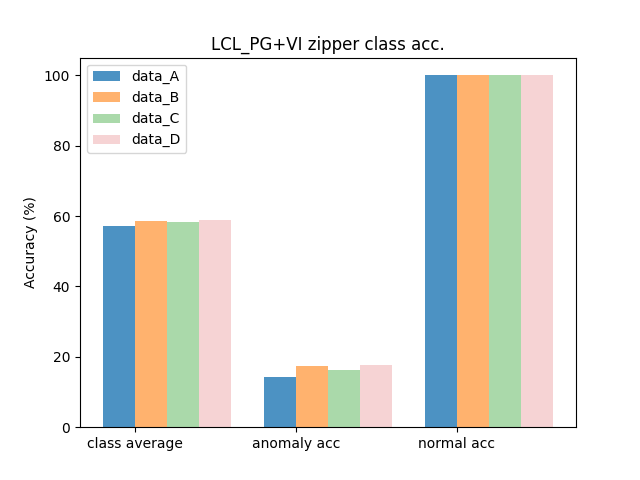 LCL_PG+VI zipper class acc.
data_A
data_B
data_C
data_D
Accuracy (%)
100
80
60
40
20
0
class average
anomaly acc
normal acc